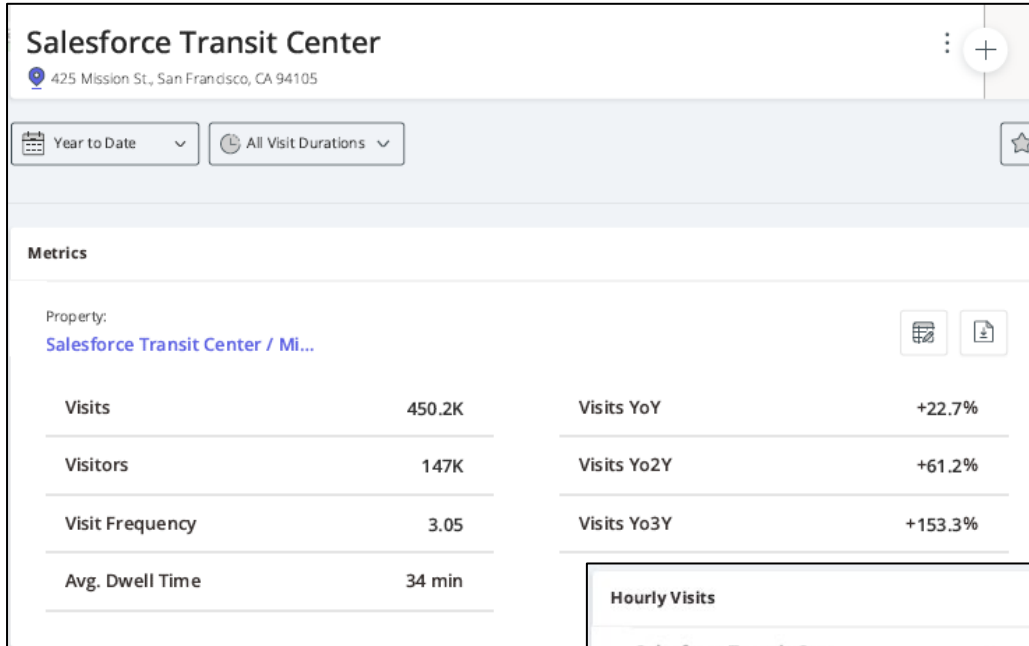 Salesforce Transit Center
425 Mission St., San Francisco, CA 94105
Year to Date
All Visit Durations
Metrics
Property:
Salesforce Transit Center / Mi...
Visits 450.2K Visits YoY +22.7%
Visitors 147K Visits Yo2Y +61.2%
Visit Frequency 3.05 Visits Yo3Y +153.3%
Avg. Dwell Time 34 min
Hourly Visits